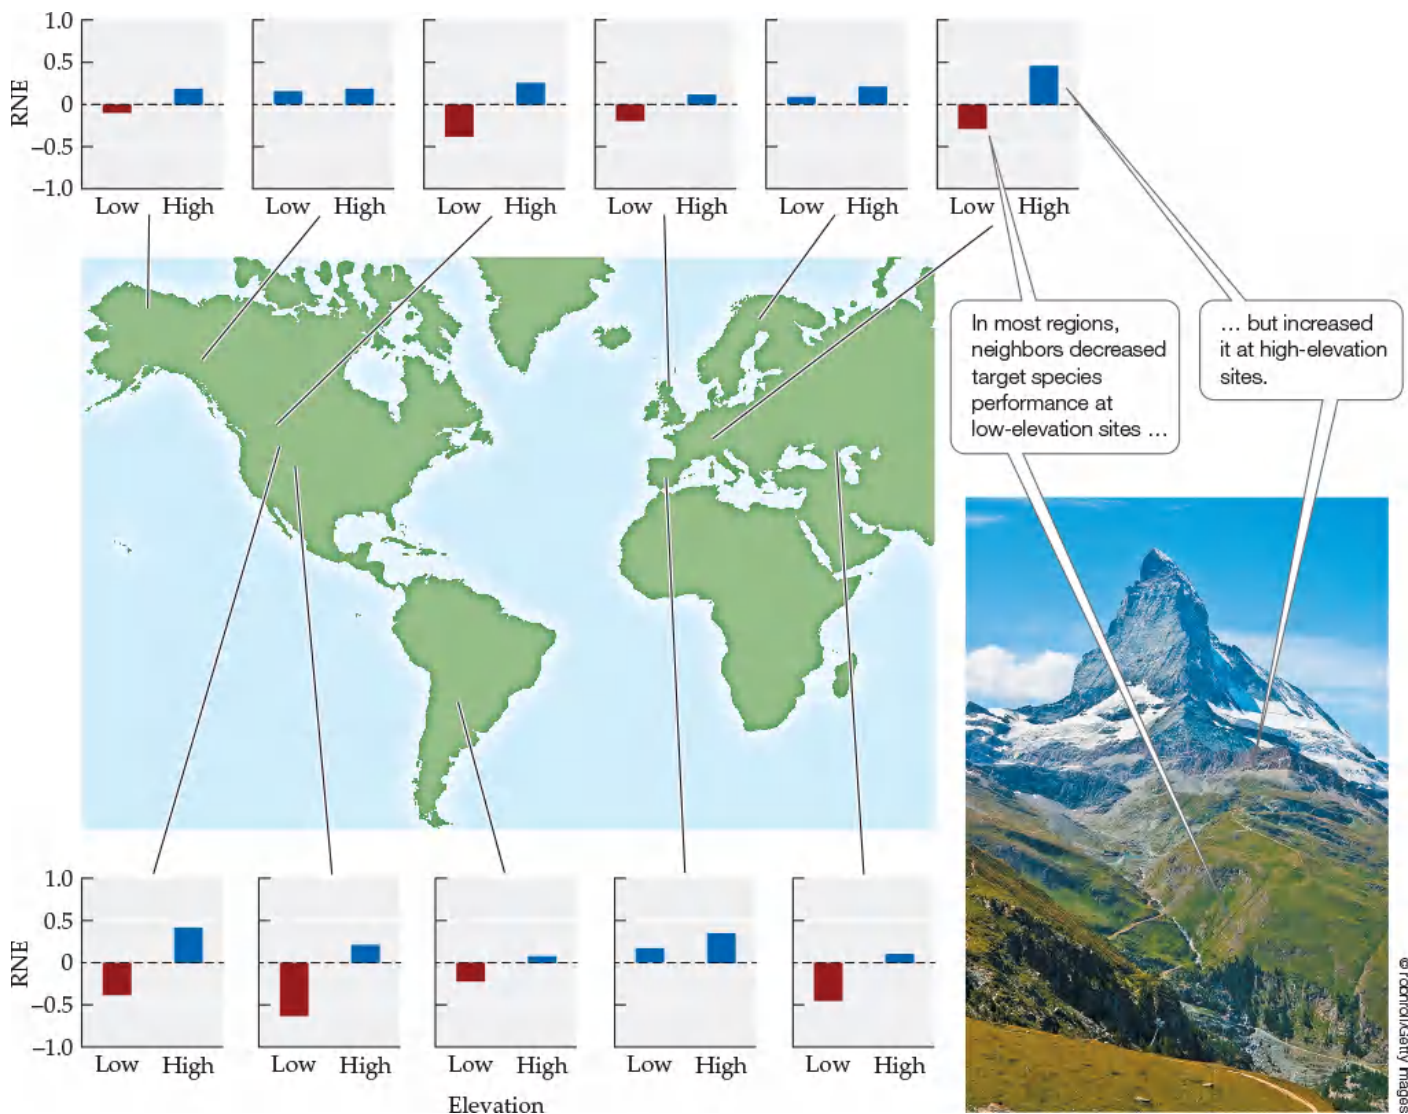 1.0
0.5
0
–0.5
–1.0
RNE
Low High
Low High
Low High
Low High
Low High
Low High
In most regions,
neighbors decreased
target species
performance at
low-elevation sites …
… but increased
it at high-elevation
sites.
1.0
0.5
0
–0.5
–1.0
RNE
Low High
Low High
Low High
Low High
Low High
Elevation
© robnroll/Getty Images